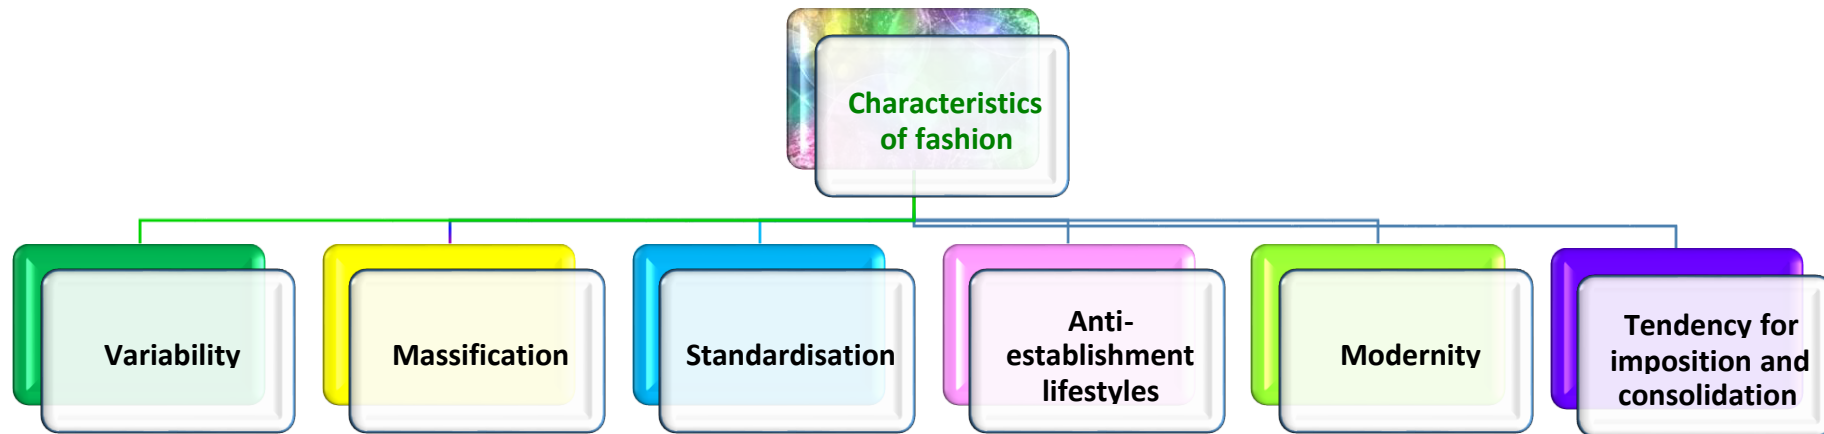 Characteristics
of fashion
Variability
Massification
Standardisation
Anti-
establishment
lifestyles
Modernity
Tendency for
imposition and
consolidation